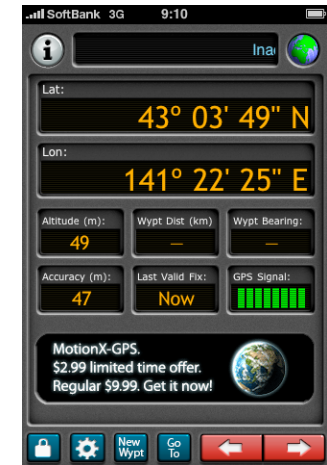 SoftBank 3G 9:10
i
Ina
Lat:
43° 03' 49" N
Lon:
141° 22' 25" E
Altitude (m): Wypt Dist (km) Wypt Bearing:
49 – –
Accuracy (m): Last Valid Fix: GPS Signal:
47 Now
MotionX-GPS.
$2.99 limited time offer.
Regular $9.99. Get it now!
New Go
Wypt To